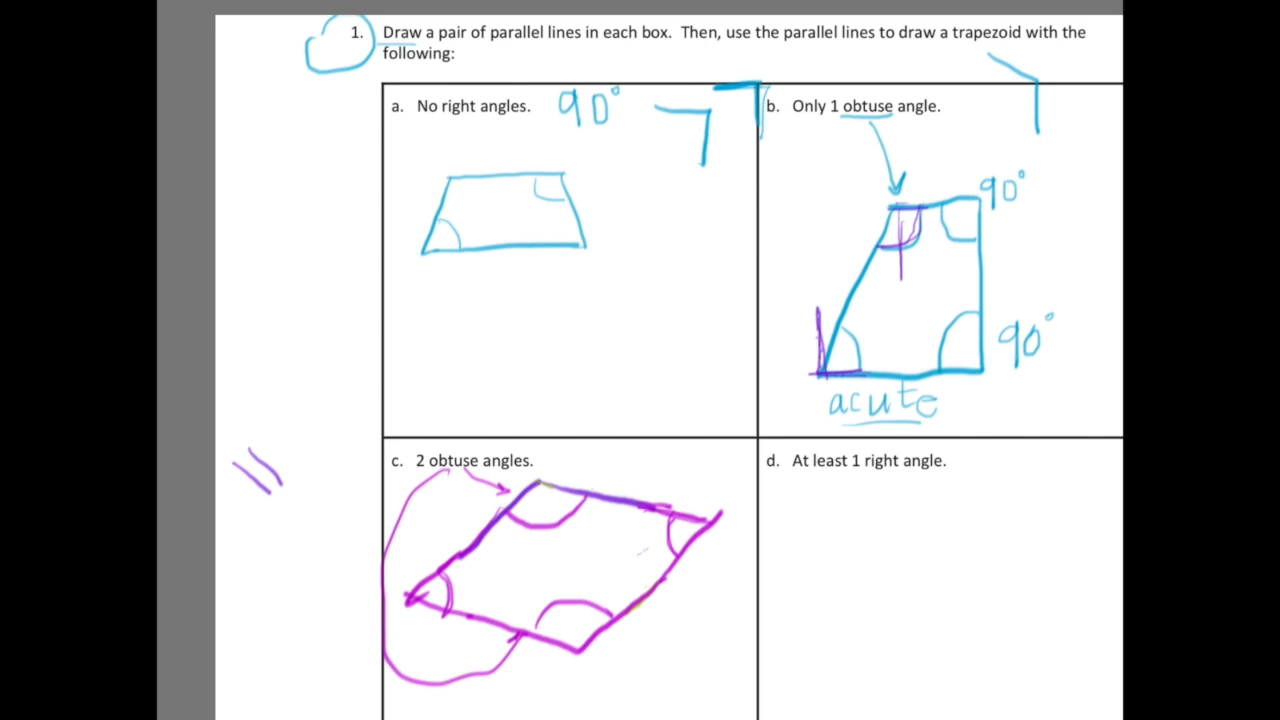 1. Draw a pair of parallel lines in each box. Then, use the parallel lines to draw a trapezoid with the
following:
a. No right angles. 90°
b. Only 1 obtuse angle.
90°
90°
acute
c. 2 obtuse angles.
d. At least 1 right angle.